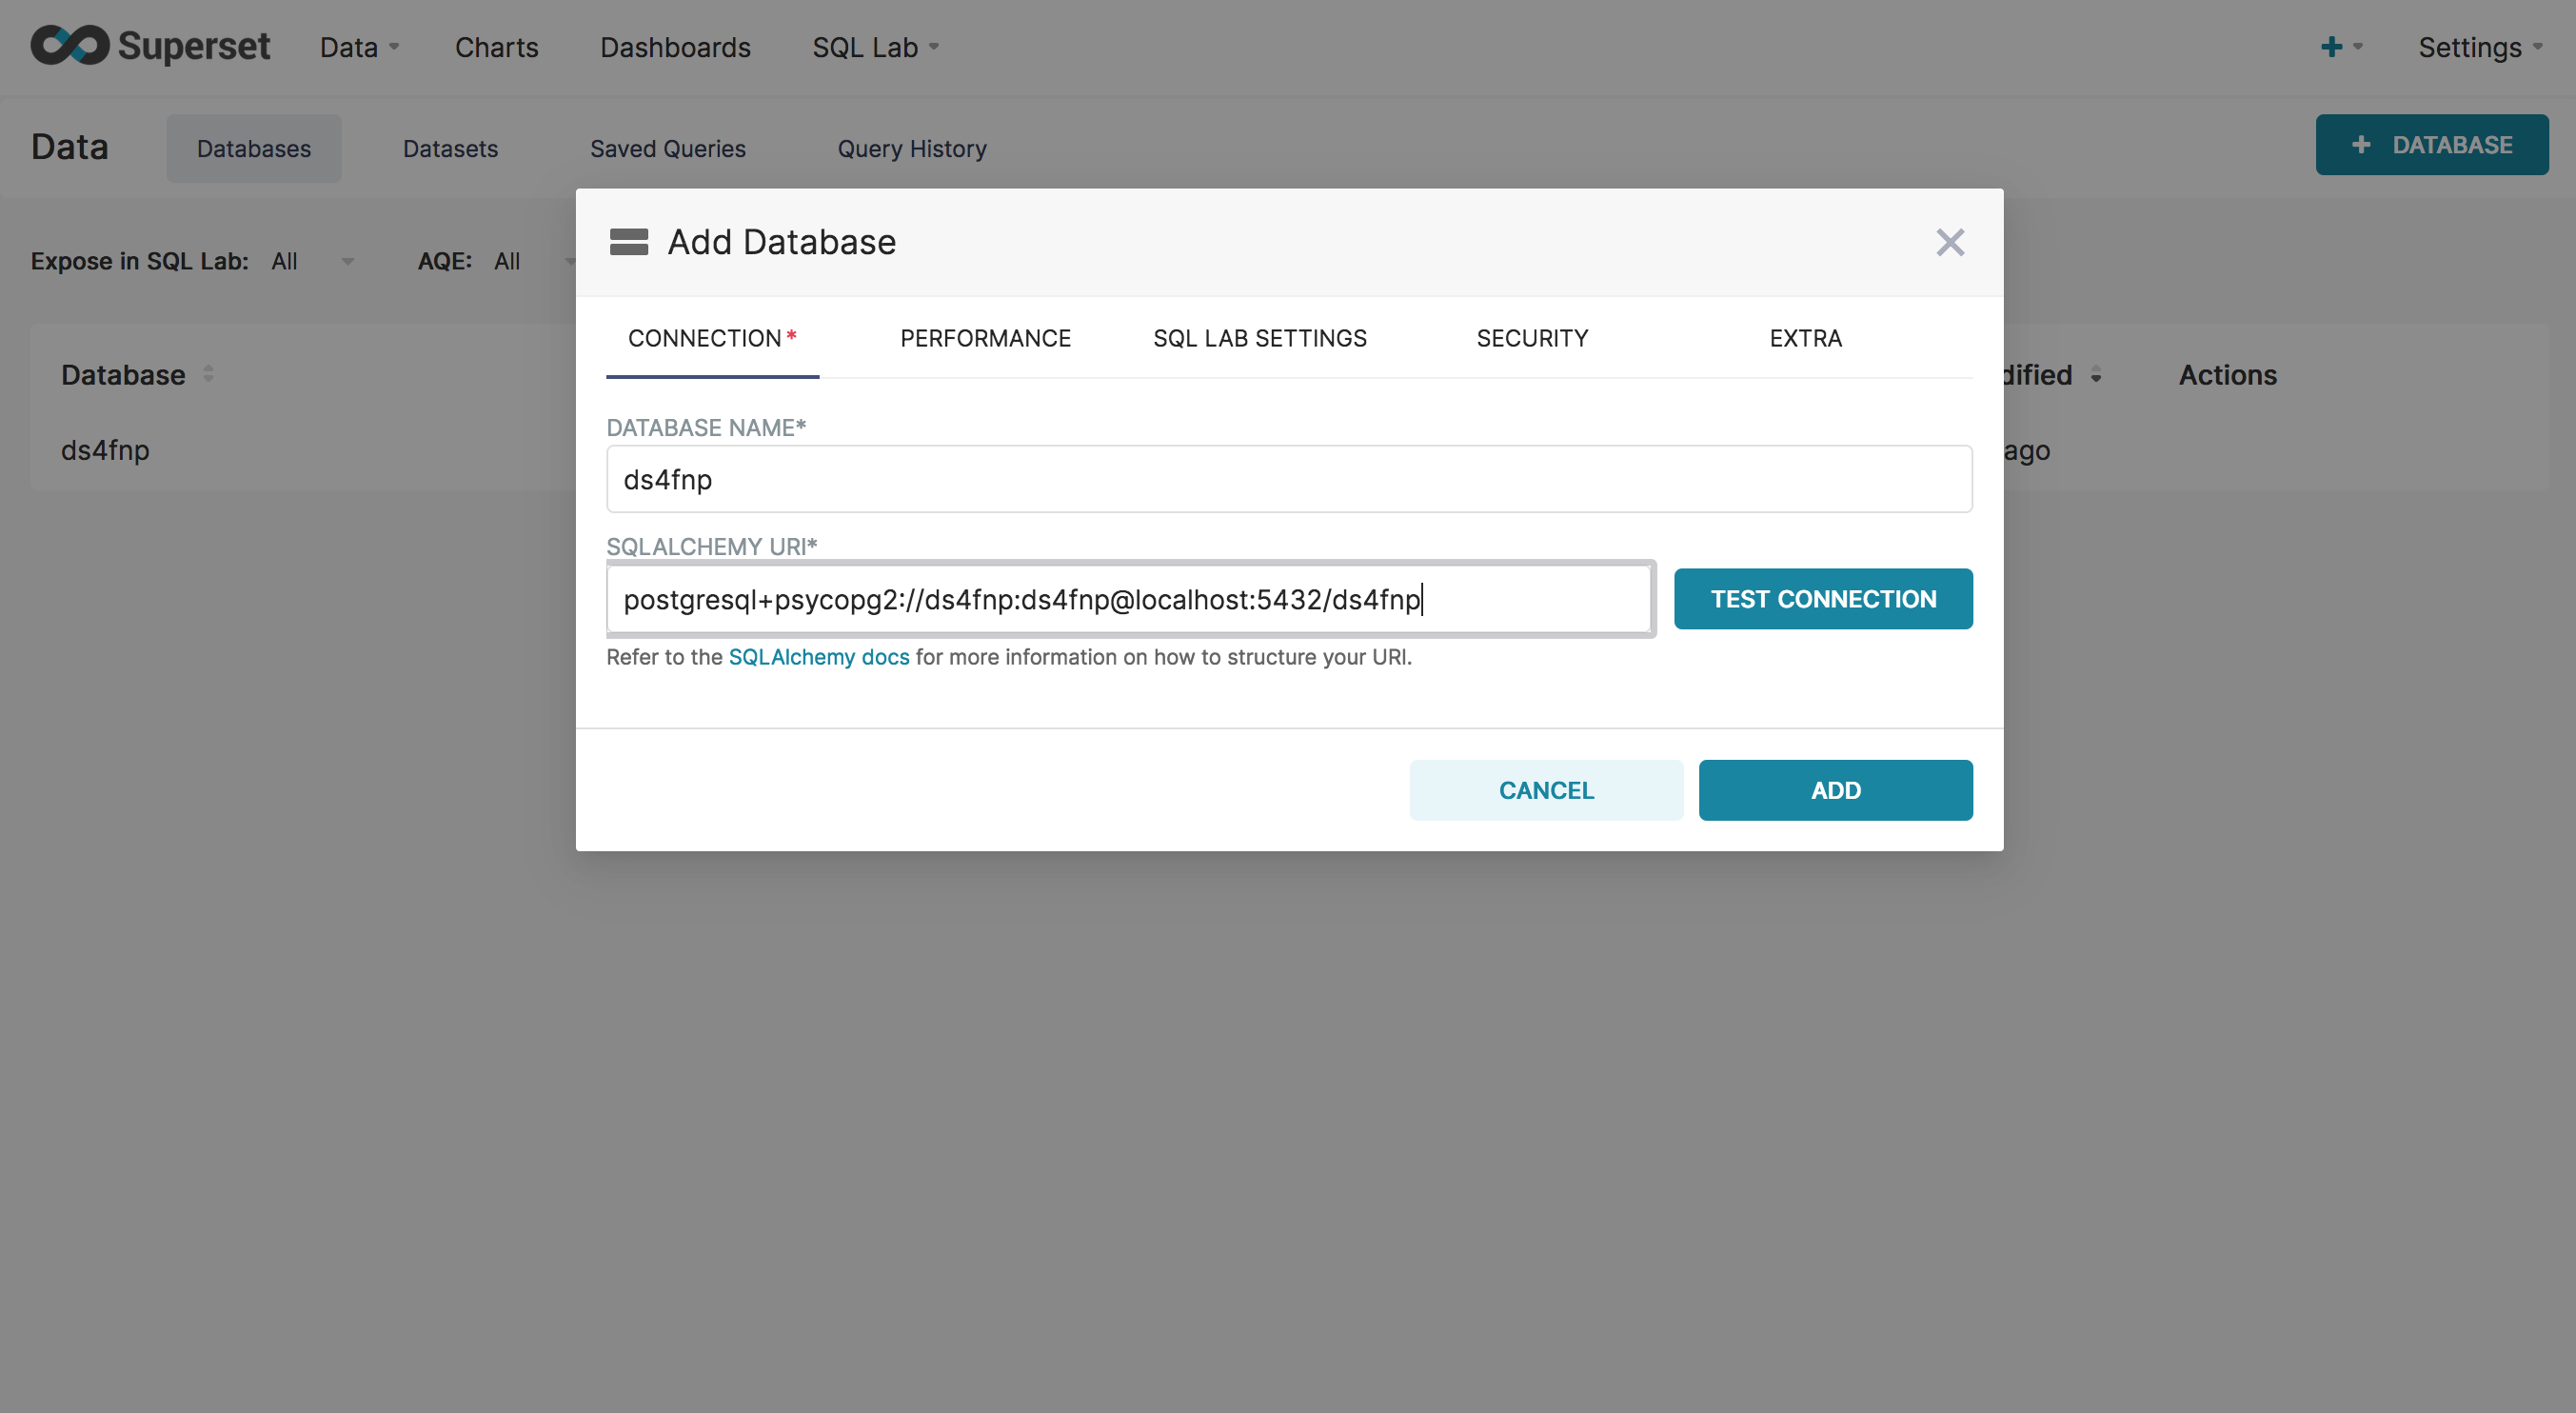 Superset Data Charts Dashboards SQL Lab + Settings
Data Databases Datasets Saved Queries Query History + DATABASE
Expose in SQL Lab: All AQE: All
Database Actions
ds4fnp ago
Add Database
CONNECTION* PERFORMANCE SQL LAB SETTINGS SECURITY EXTRA
DATABASE NAME*
ds4fnp
SQLALCHEMY URI*
postgresql+psycopg2://ds4fnp:ds4fnp@localhost:5432/ds4fnp TEST CONNECTION
Refer to the SQLAlchemy docs for more information on how to structure your URI.
CANCEL ADD